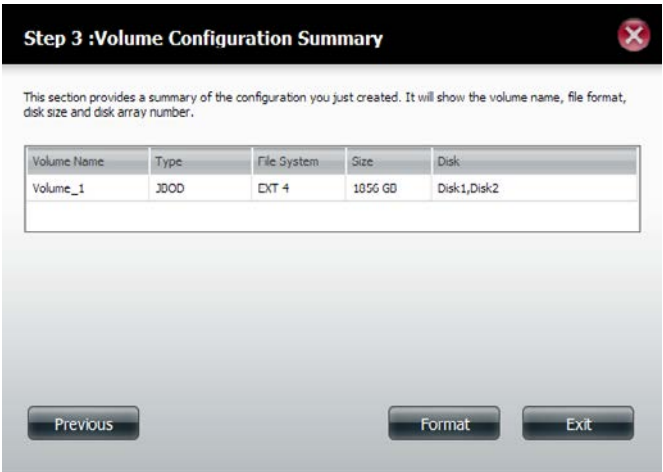 Step 3 :Volume Configuration Summary
This section provides a summary of the configuration you just created. It will show the volume name, file format,
disk size and disk array number.
Volume Name Type File System Size Disk
Volume_1 JBOD EXT 4 1856 GB Disk1,Disk2
Previous Format Exit